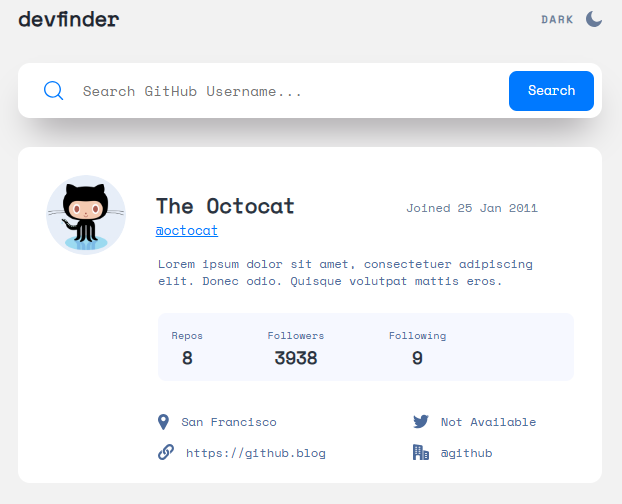 devfinder
DARK
Search GitHub Username...
Search
The Octocat
Joined 25 Jan 2011
@octocat
Lorem ipsum dolor sit amet, consectetuer adipiscing
elit. Donec odio. Quisque volutpat mattis eros.
Repos Followers Following
8 3938 9
San Francisco
Not Available
https://github.blog
@github